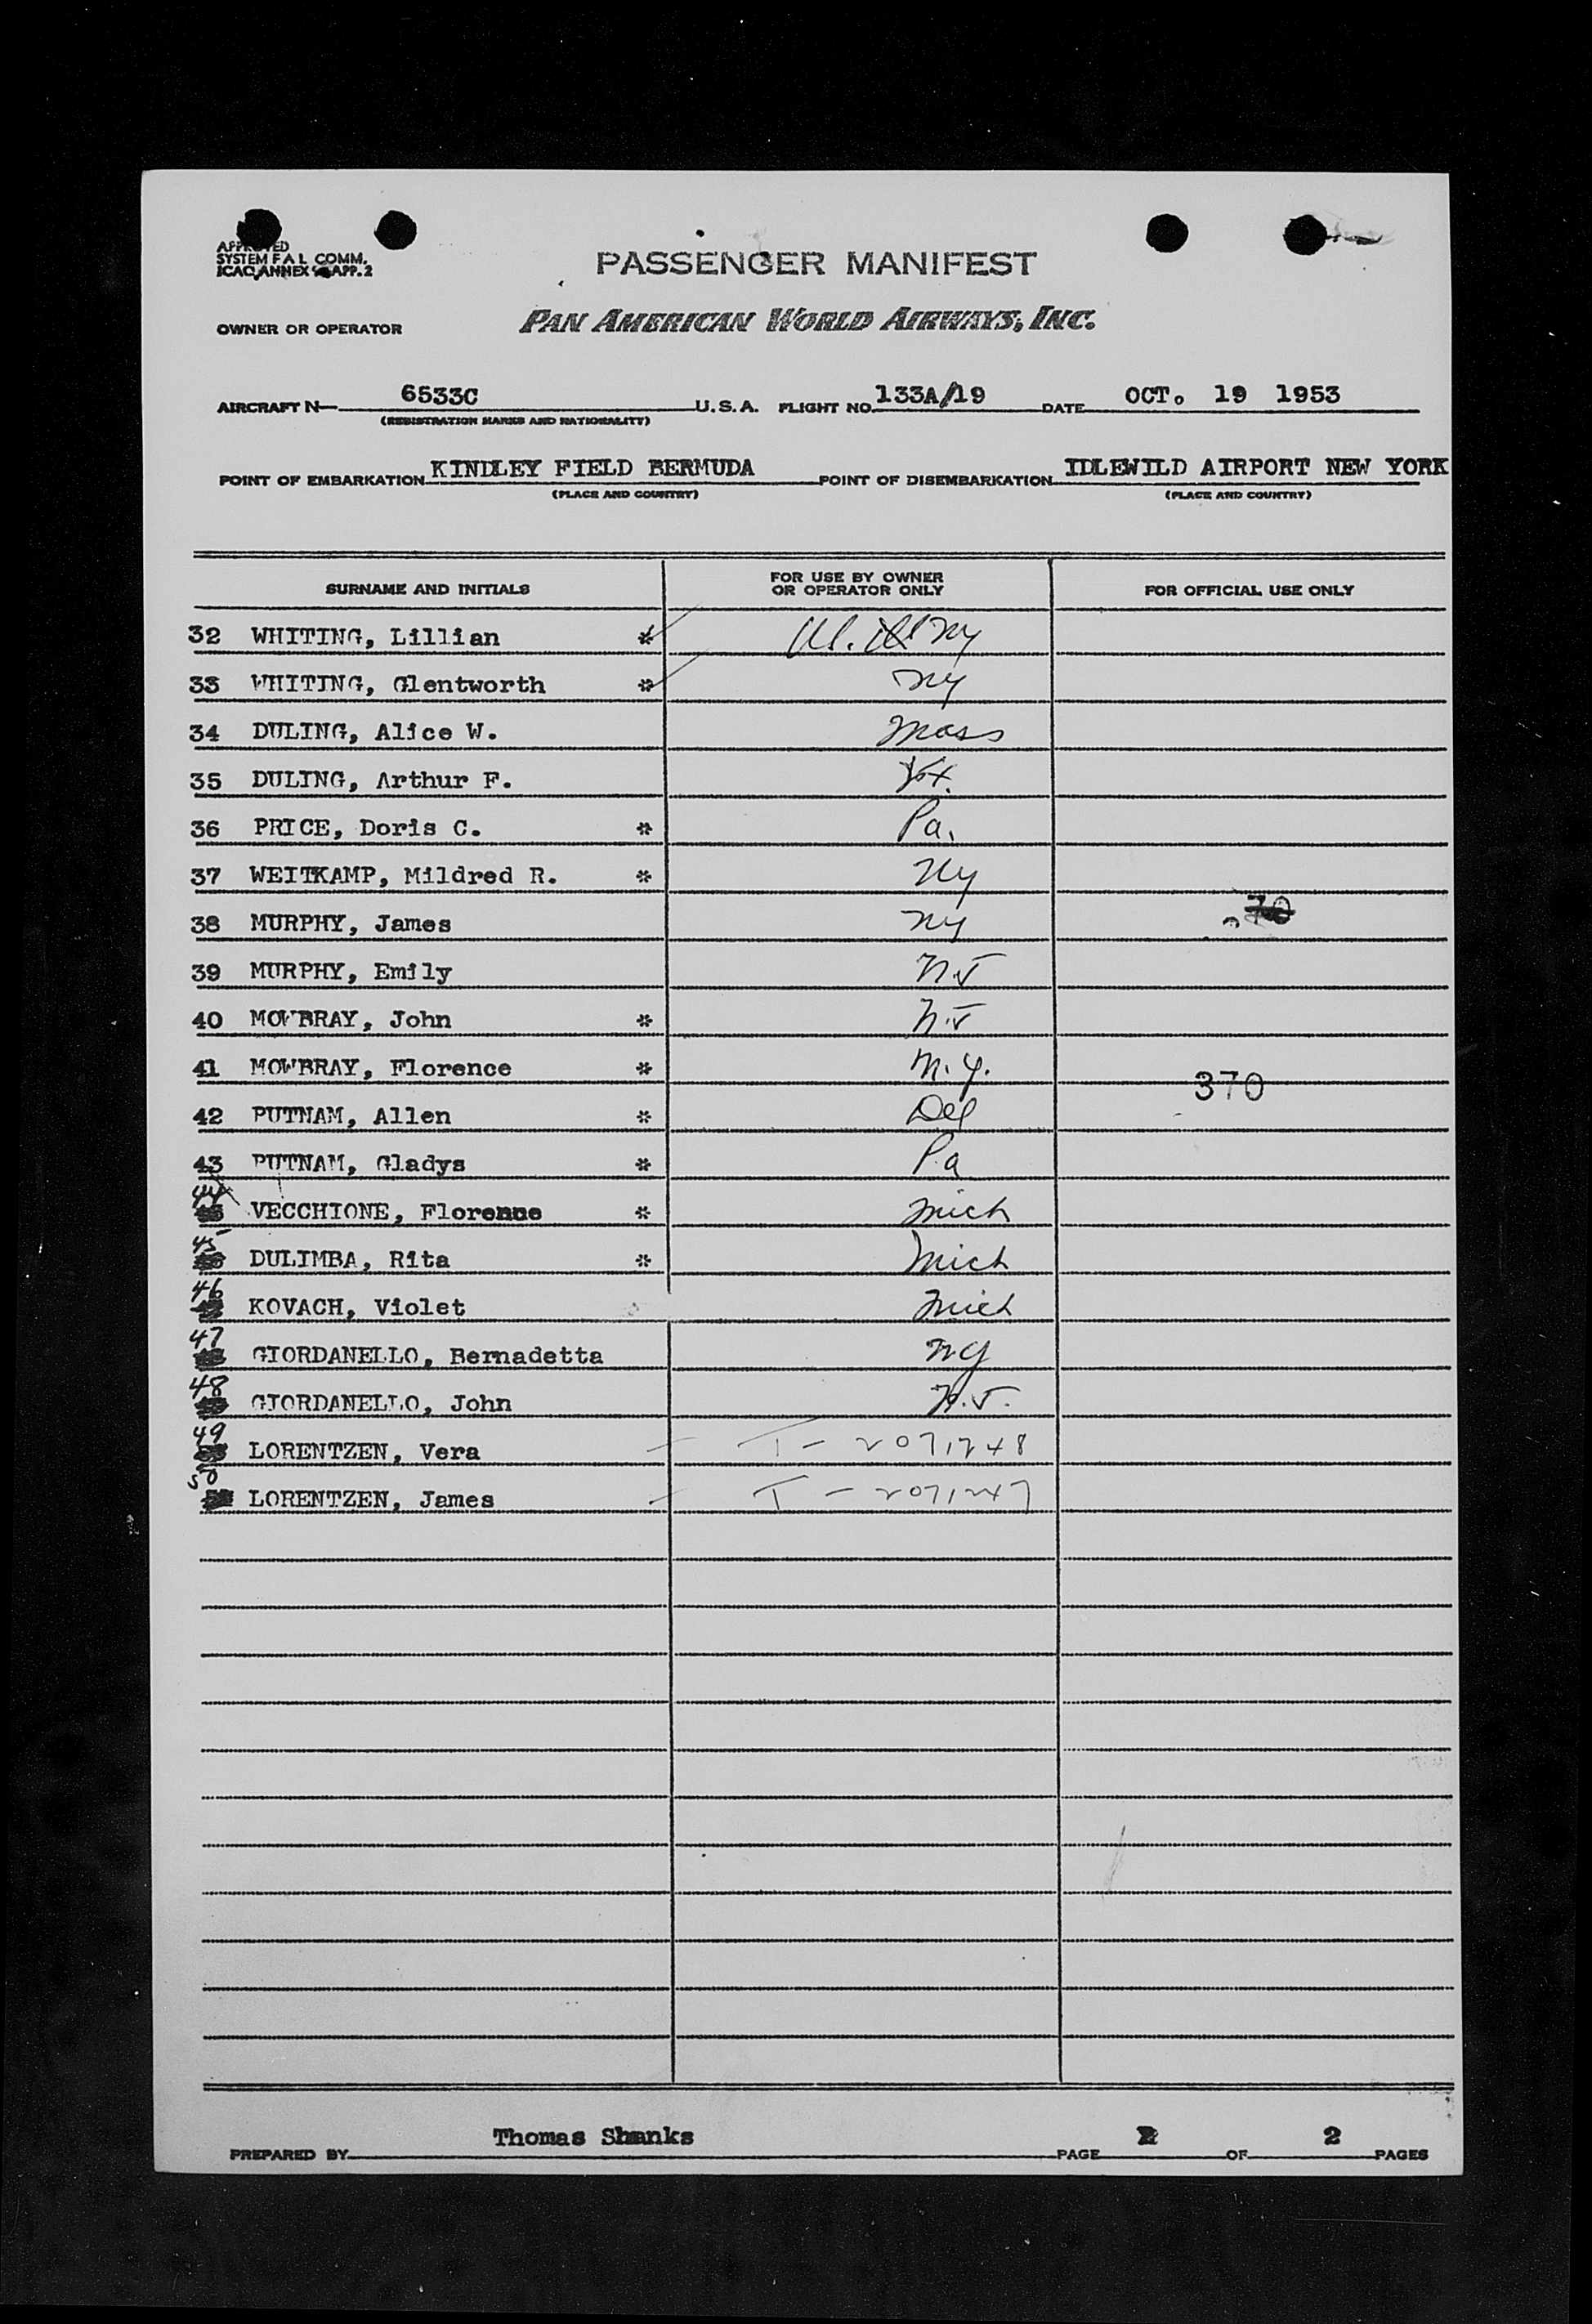 APPROVED
SYSTEM F A L COMM.
ICAO ANNEX APP. 2
PASSENGER MANIFEST
OWNER OR OPERATOR PAN AMERICAN WORLD AIRWAYS, INC.
AIRCRAFT N— 6533C U.S.A. FLIGHT NO. 133A/19 DATE OCT. 19 1953
(REGISTRATION MARKS AND NATIONALITY)
POINT OF EMBARKATION KINDLEY FIELD BERMUDA POINT OF DISEMBARKATION IDLEWILD AIRPORT NEW YORK
(PLACE AND COUNTRY) (PLACE AND COUNTRY)
SURNAME AND INITIALS FOR USE BY OWNER OR OPERATOR ONLY FOR OFFICIAL USE ONLY
32 WHITING, Lillian * NY
33 WHITING, Glentworth * NY
34 DULING, Alice W. Mass
35 DULING, Arthur F. Vt.
36 PRICE, Doris C. * Pa.
37 WEITKAMP, Mildred R. * NY
38 MURPHY, James NY
39 MURPHY, Emily N.J
40 MOWBRAY, John * N.J
41 MOWBRAY, Florence * N.Y.
370
42 PUTNAM, Allen * Del
43 PUTNAM, Gladys * Pa
44 VECCHIONE, Florence * Mich
45 DULIMBA, Rita * Mich
46 KOVACH, Violet Mich
47 GIORDANELLO, Bernadetta NY
48 GIORDANELLO, John N.J.
49 LORENTZEN, Vera — I - 2071248
50 LORENTZEN, James — I - 2071247
PREPARED BY Thomas Shanks PAGE 2 OF 2 PAGES